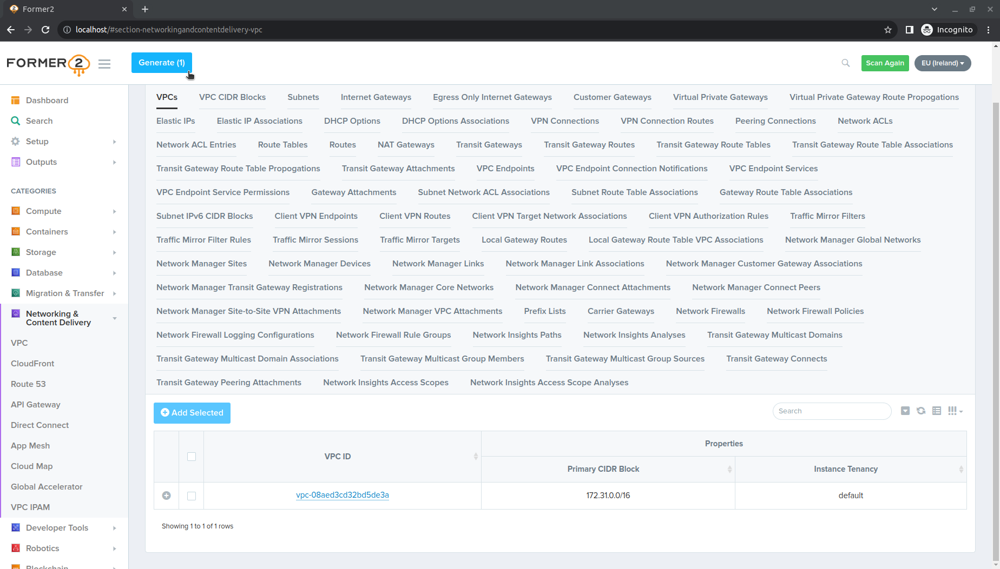 Former2
localhost/#section-networkingandcontentdelivery-vpc
Incognito
FORMER2
Generate (1)
Scan Again
EU (Ireland)
Dashboard
Search
Setup
Outputs
CATEGORIES
Compute
Containers
Storage
Database
Migration & Transfer
Networking &
Content Delivery
VPC
CloudFront
Route 53
API Gateway
Direct Connect
App Mesh
Cloud Map
Global Accelerator
VPC IPAM
Developer Tools
Robotics
Blockchain
VPCs VPC CIDR Blocks Subnets Internet Gateways Egress Only Internet Gateways Customer Gateways Virtual Private Gateways Virtual Private Gateway Route Propogations
Elastic IPs Elastic IP Associations DHCP Options DHCP Options Associations VPN Connections VPN Connection Routes Peering Connections Network ACLs
Network ACL Entries Route Tables Routes NAT Gateways Transit Gateways Transit Gateway Routes Transit Gateway Route Tables Transit Gateway Route Table Associations
Transit Gateway Route Table Propogations Transit Gateway Attachments VPC Endpoints VPC Endpoint Connection Notifications VPC Endpoint Services
VPC Endpoint Service Permissions Gateway Attachments Subnet Network ACL Associations Subnet Route Table Associations Gateway Route Table Associations
Subnet IPv6 CIDR Blocks Client VPN Endpoints Client VPN Routes Client VPN Target Network Associations Client VPN Authorization Rules Traffic Mirror Filters
Traffic Mirror Filter Rules Traffic Mirror Sessions Traffic Mirror Targets Local Gateway Routes Local Gateway Route Table VPC Associations Network Manager Global Networks
Network Manager Sites Network Manager Devices Network Manager Links Network Manager Link Associations Network Manager Customer Gateway Associations
Network Manager Transit Gateway Registrations Network Manager Core Networks Network Manager Connect Attachments Network Manager Connect Peers
Network Manager Site-to-Site VPN Attachments Network Manager VPC Attachments Prefix Lists Carrier Gateways Network Firewalls Network Firewall Policies
Network Firewall Logging Configurations Network Firewall Rule Groups Network Insights Paths Network Insights Analyses Transit Gateway Multicast Domains
Transit Gateway Multicast Domain Associations Transit Gateway Multicast Group Members Transit Gateway Multicast Group Sources Transit Gateway Connects
Transit Gateway Peering Attachments Network Insights Access Scopes Network Insights Access Scope Analyses
Add Selected
Search
VPC ID
Properties
Primary CIDR Block Instance Tenancy
vpc-08aed3cd32bd5de3a 172.31.0.0/16 default
Showing 1 to 1 of 1 rows